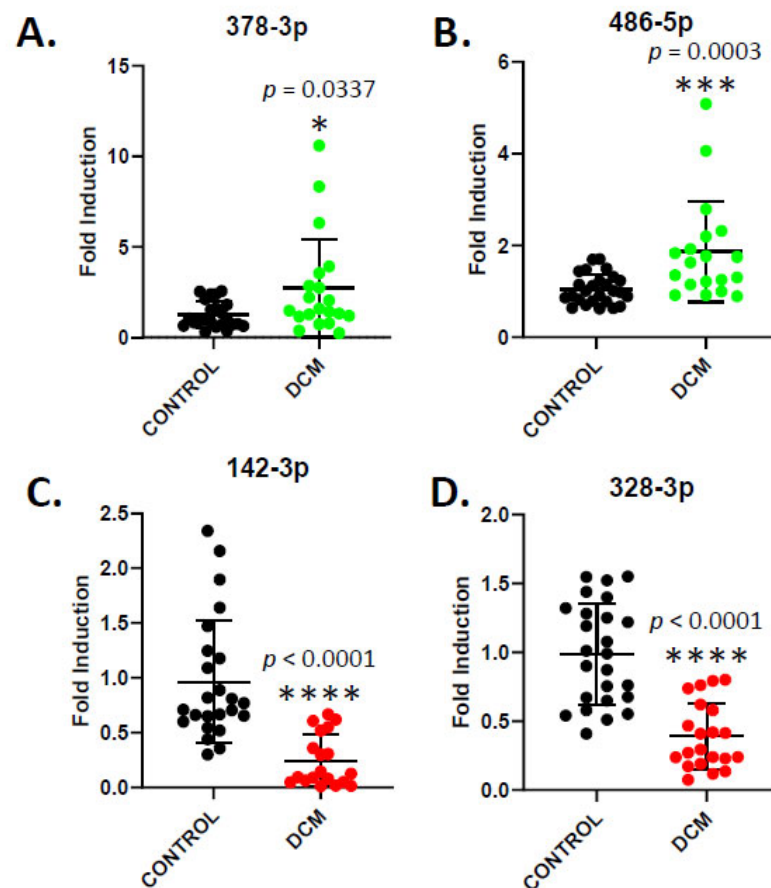 A.
378-3p
p = 0.0337
*
15
10
5
0
Fold Induction
CONTROL
DCM
B.
486-5p
p = 0.0003
***
6
4
2
0
Fold Induction
CONTROL
DCM
C.
142-3p
p < 0.0001
****
2.5
2.0
1.5
1.0
0.5
0.0
Fold Induction
CONTROL
DCM
D.
328-3p
p < 0.0001
****
2.0
1.5
1.0
0.5
0.0
Fold Induction
CONTROL
DCM